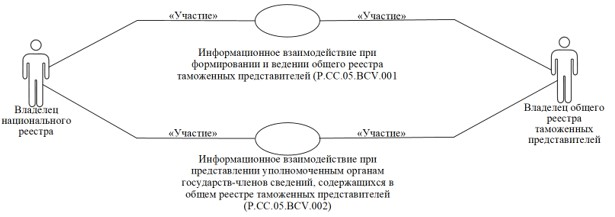 «Участие»
«Участие»
Информационное взаимодействие при
формировании и ведении общего реестра
таможенных представителей (P.CC.05.BCV.001
Владелец
национального
реестра
Владелец общего
реестра
таможенных
представителей
«Участие»
«Участие»
Информационное взаимодействие при
представлении уполномоченным органам
государств-членов сведений, содержащихся в
общем реестре таможенных представителей
(P.CC.05.BCV.002)